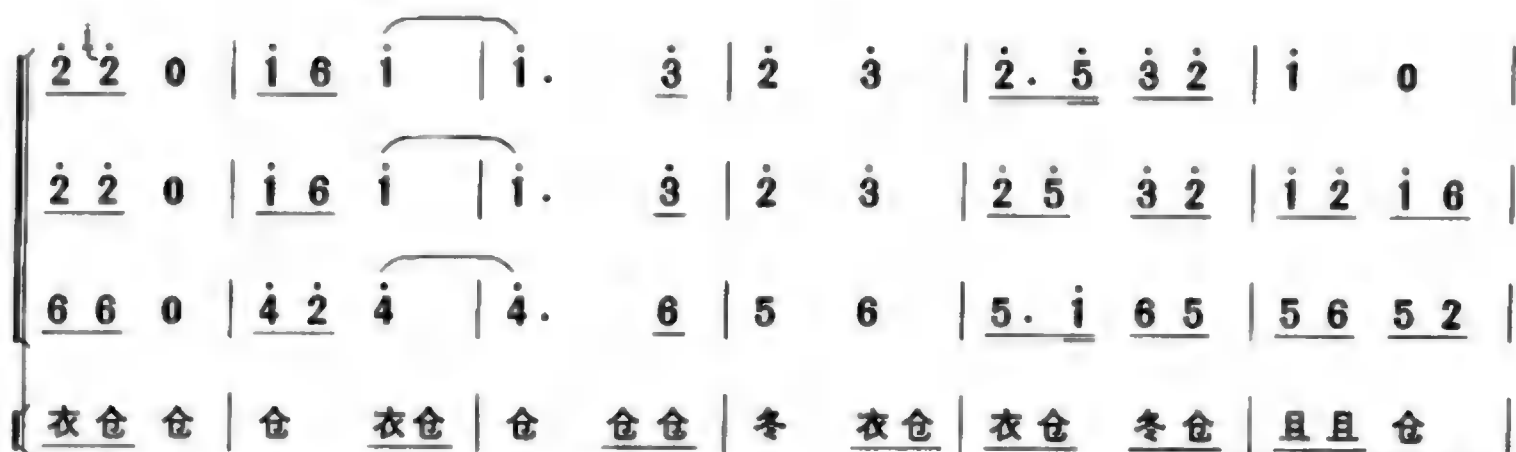 2̇ 2̇ 0 | 1̇ 6 1̇ | 1̇. 3̇ | 2̇ 3̇ | 2̇. 5̇ 3̇ 2̇ | 1̇ 0 |
2̇ 2̇ 0 | 1̇ 6 1̇ | 1̇. 3̇ | 2̇ 3̇ | 2̇ 5̇ 3̇ 2̇ | 1̇ 2̇ 1̇ 6 |
6 6 0 | 4̇ 2̇ 4̇ | 4̇. 6 | 5 6 | 5. 1̇ 6 5 | 5 6 5 2 |
衣仓 仓 | 仓 衣仓 | 仓 仓仓 | 冬 衣仓 | 衣仓 冬仓 | 且且 仓